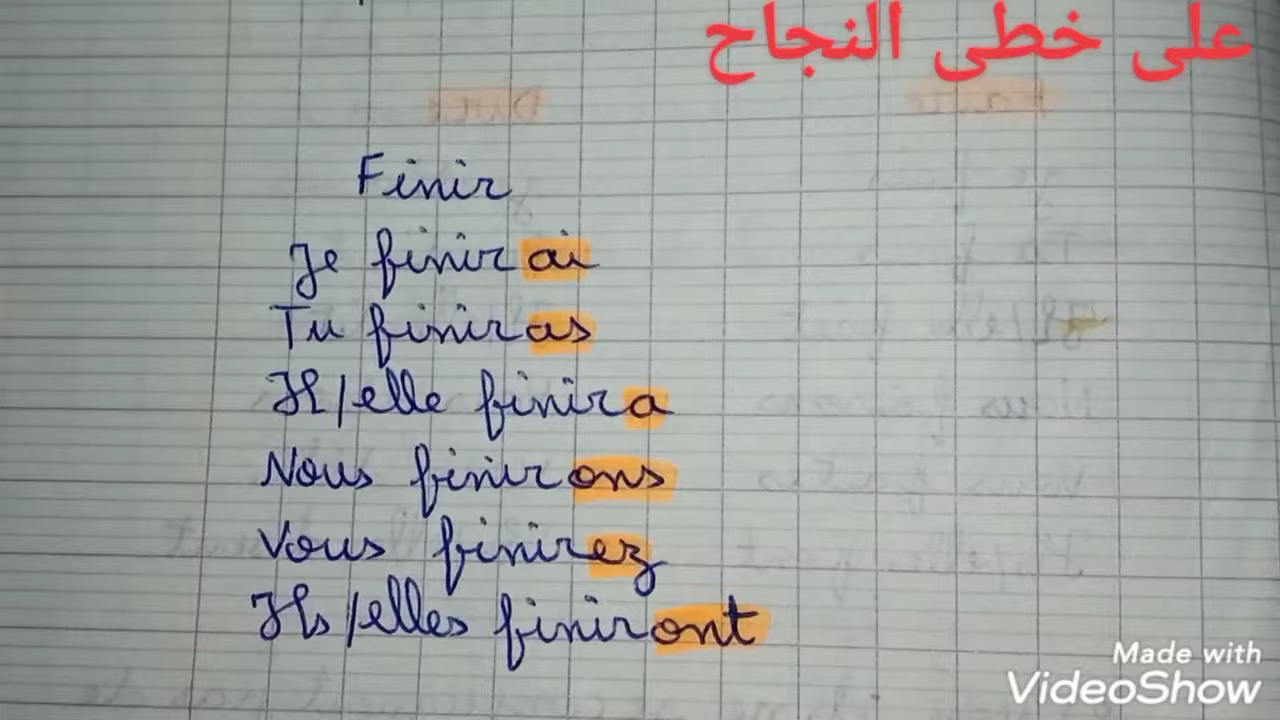 على خطى النجاح
Finir
Je finirai
Tu finiras
Il/elle finira
Nous finirons
Vous finirez
Ils/elles finiront
Made with
VideoShow